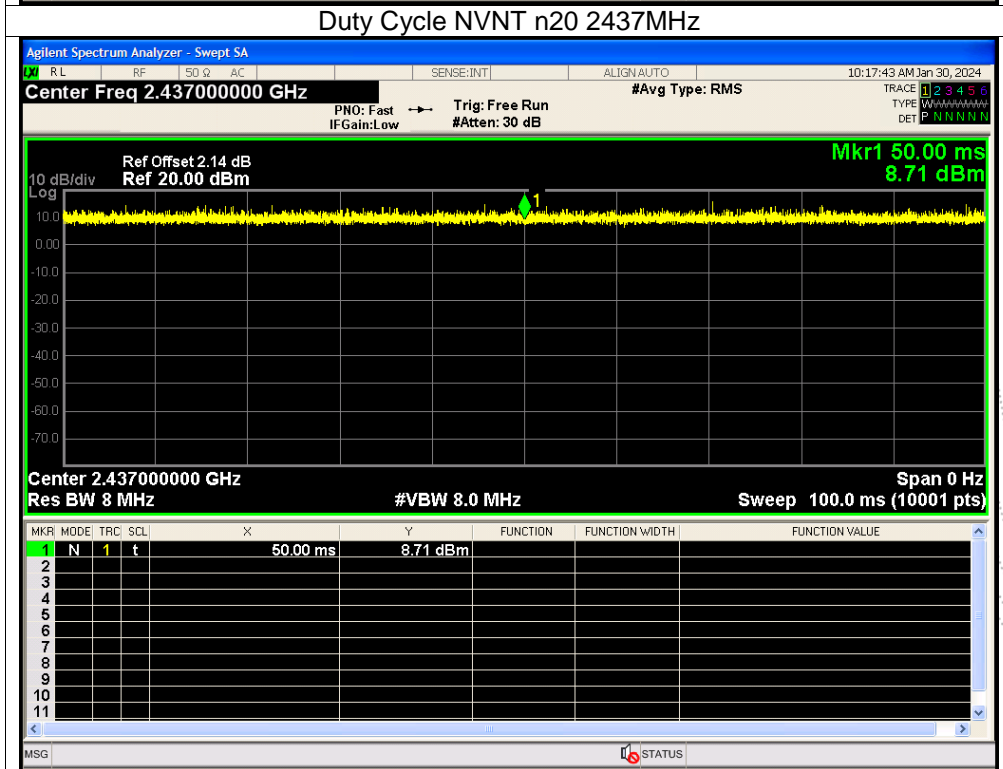 Duty Cycle NVNT n20 2437MHz
Agilent Spectrum Analyzer - Swept SA
LXI RL RF 50 Ω AC SENSE:INT ALIGN AUTO 10:17:43 AM Jan 30, 2024
Center Freq 2.437000000 GHz #Avg Type: RMS TRACE 1 2 3 4 5 6
PNO: Fast Trig: Free Run TYPE W
IFGain:Low #Atten: 30 dB DET P N N N N N
Mkr1 50.00 ms
Ref Offset 2.14 dB
10 dB/div Ref 20.00 dBm 8.71 dBm
Log
1
10.0
0.00
-10.0
-20.0
-30.0
-40.0
-50.0
-60.0
-70.0
Center 2.437000000 GHz Span 0 Hz
Res BW 8 MHz #VBW 8.0 MHz Sweep 100.0 ms (10001 pts)
MKR MODE TRC SCL X Y FUNCTION FUNCTION WIDTH FUNCTION VALUE
1 N 1 t 50.00 ms 8.71 dBm
2
3
4
5
6
7
8
9
10
11
MSG STATUS